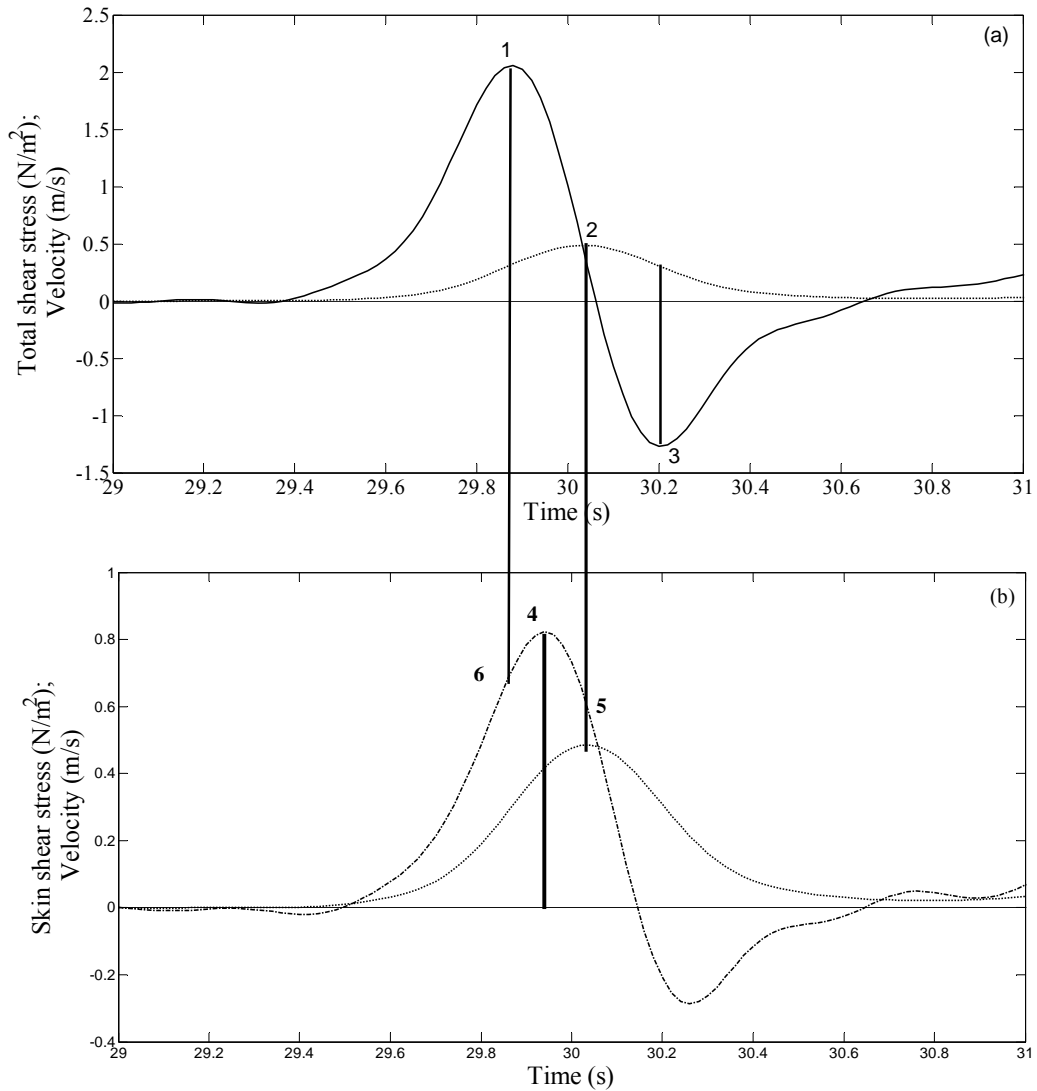 (a)
Total shear stress (N/m²);
Velocity (m/s)
2.5
2
1.5
1
0.5
0
-0.5
-1
-1.5
1
2
3
29 29.2 29.4 29.6 29.8 30 30.2 30.4 30.6 30.8 31
Time (s)
(b)
Skin shear stress (N/m²);
Velocity (m/s)
1
0.8
0.6
0.4
0.2
0
-0.2
-0.4
4
6
5
29 29.2 29.4 29.6 29.8 30 30.2 30.4 30.6 30.8 31
Time (s)